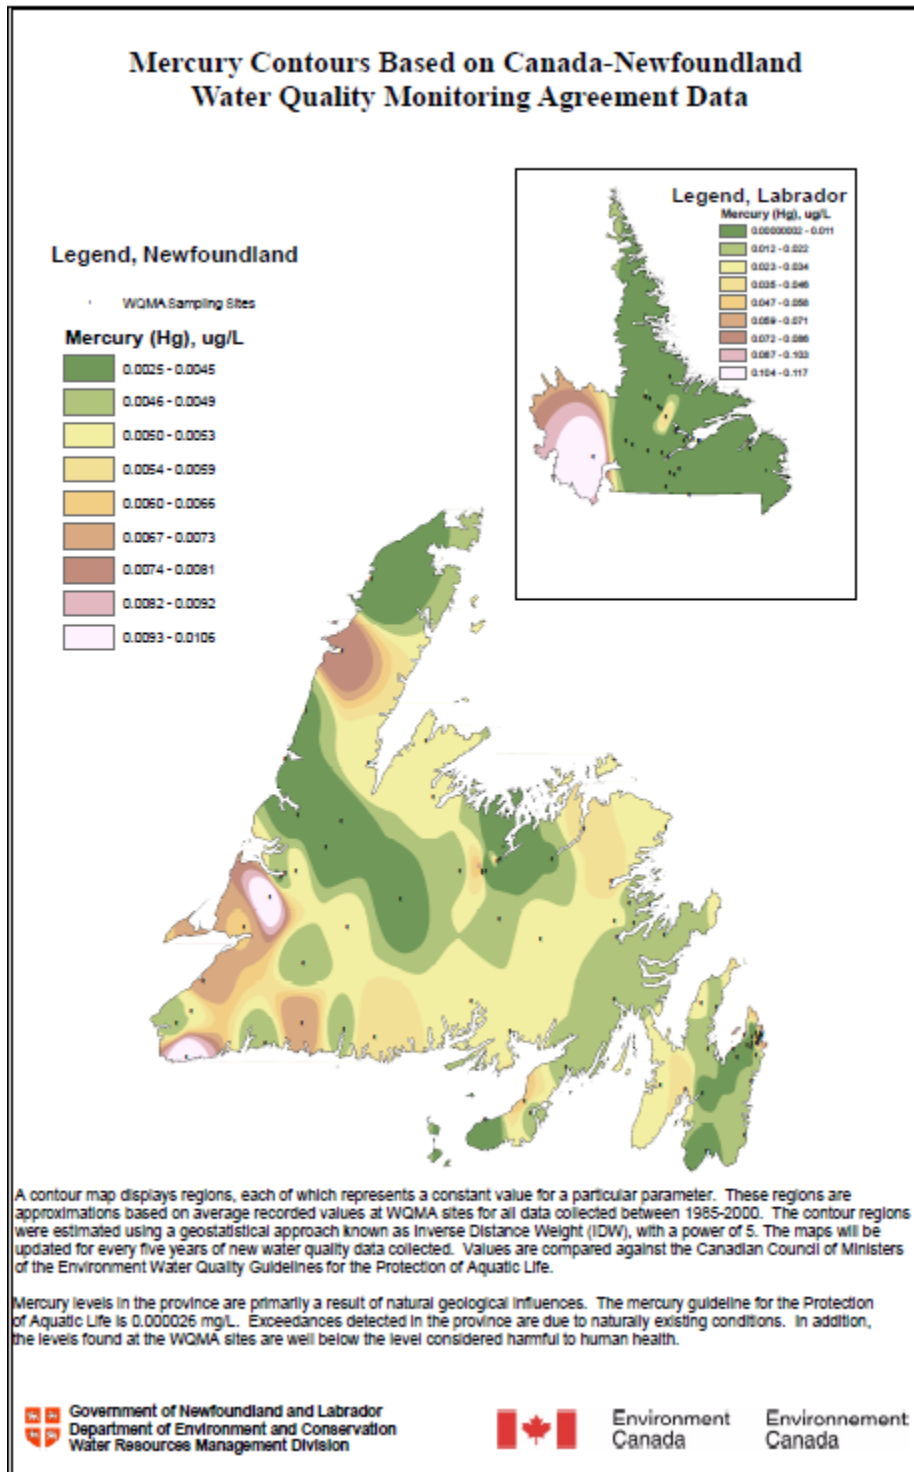 Mercury Contours Based on Canada-Newfoundland
Water Quality Monitoring Agreement Data
Legend, Labrador
Mercury (Hg), ug/L
0.00000002 - 0.011
0.012 - 0.022
0.023 - 0.034
0.035 - 0.046
0.047 - 0.058
0.059 - 0.071
0.072 - 0.086
0.087 - 0.103
0.104 - 0.117
Legend, Newfoundland
WQMA Sampling Sites
Mercury (Hg), ug/L
0.0025 - 0.0045
0.0046 - 0.0049
0.0050 - 0.0053
0.0054 - 0.0059
0.0060 - 0.0066
0.0067 - 0.0073
0.0074 - 0.0081
0.0082 - 0.0092
0.0093 - 0.0106
A contour map displays regions, each of which represents a constant value for a particular parameter. These regions are
approximations based on average recorded values at WQMA sites for all data collected between 1985-2000. The contour regions
were estimated using a geostatistical approach known as Inverse Distance Weight (IDW), with a power of 5. The maps will be
updated for every five years of new water quality data collected. Values are compared against the Canadian Council of Ministers
of the Environment Water Quality Guidelines for the Protection of Aquatic Life.
Mercury levels in the province are primarily a result of natural geological influences. The mercury guideline for the Protection
of Aquatic Life is 0.000026 mg/L. Exceedances detected in the province are due to naturally existing conditions. In addition,
the levels found at the WQMA sites are well below the level considered harmful to human health.
Government of Newfoundland and Labrador
Department of Environment and Conservation
Water Resources Management Division
Environment
Canada
Environnement
Canada